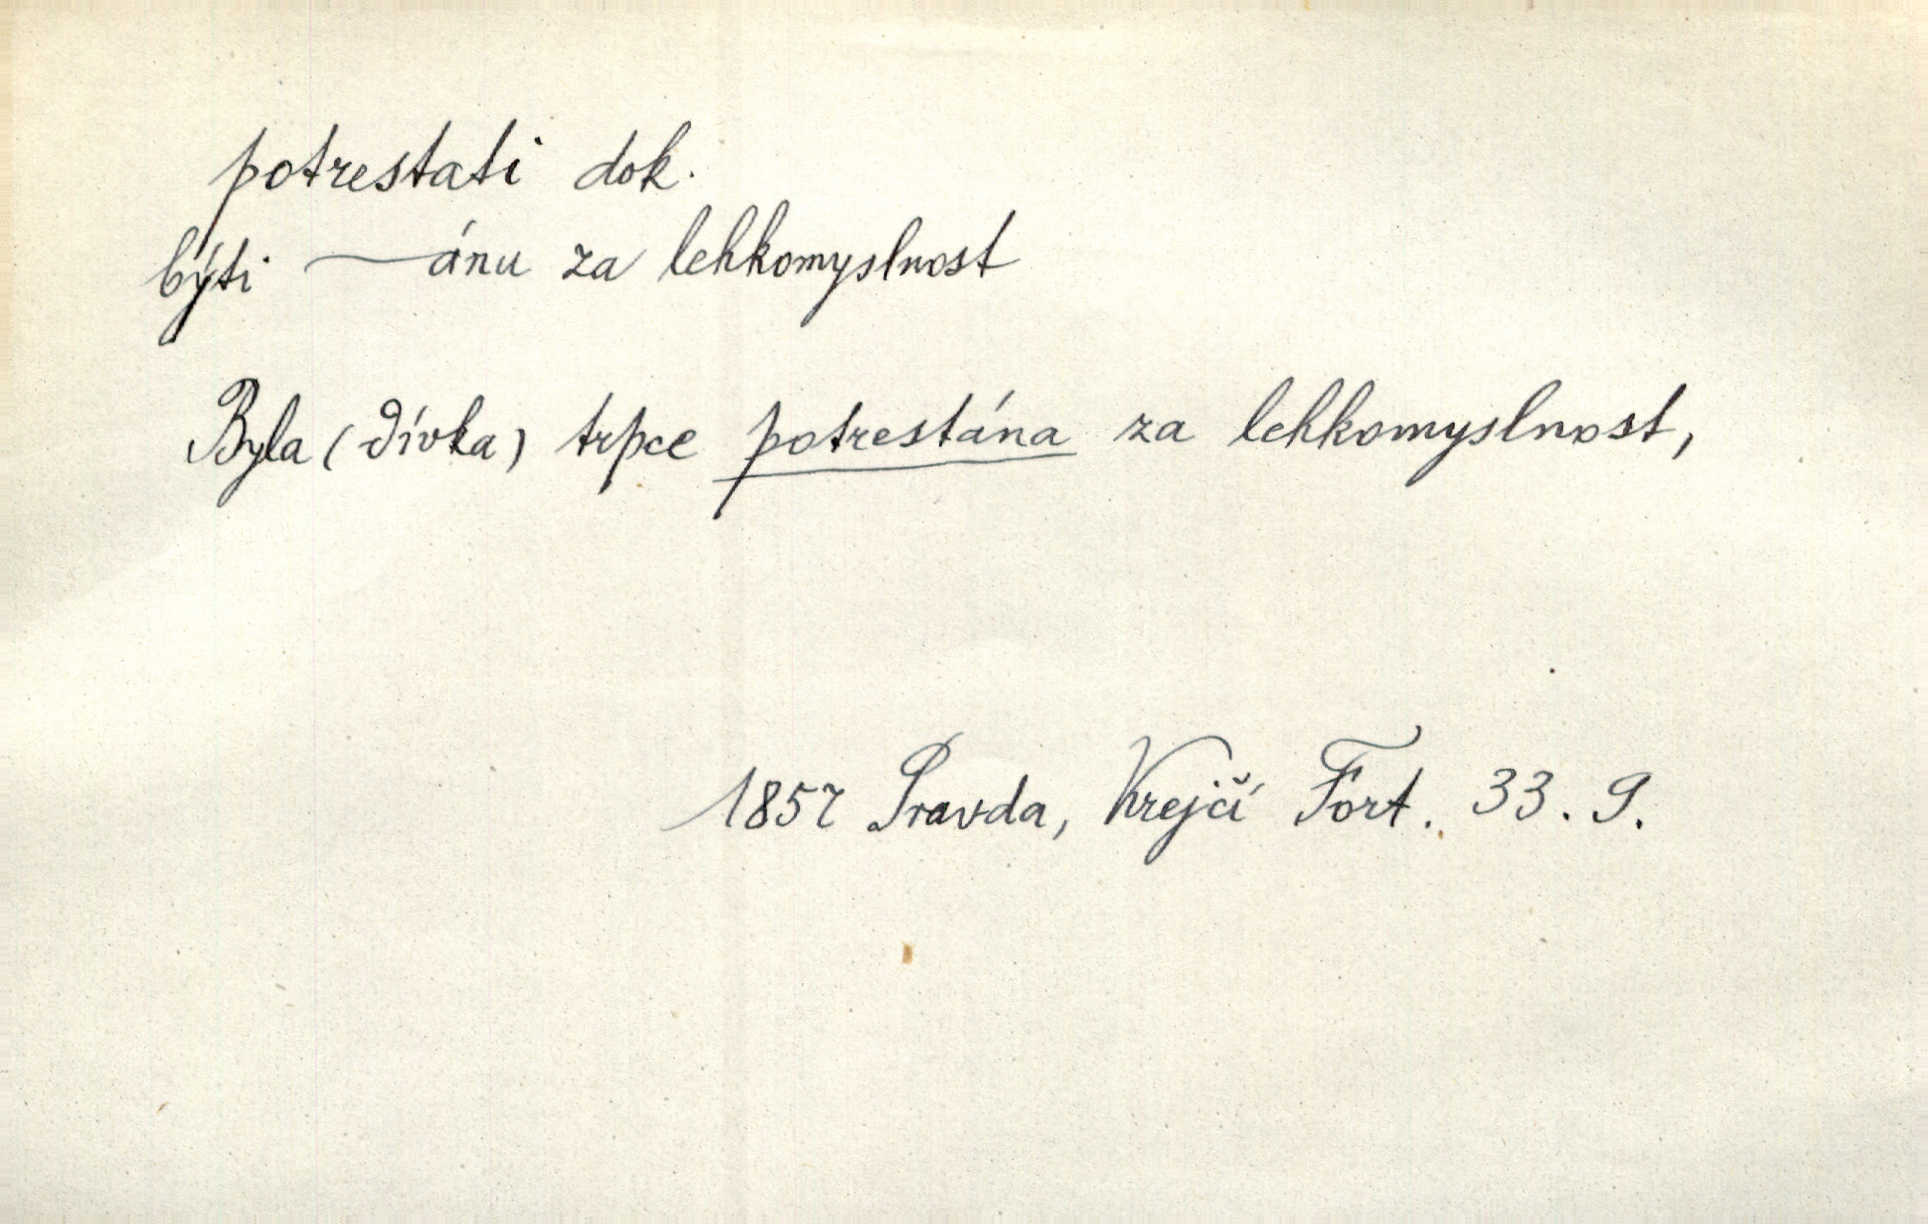 potrestati dok.
býti —ánu za lehkomyslnost
Byla (dívka) trpce potrestána za lehkomyslnost,
1857 Pravda, Krejčí Fort. 33. 9.